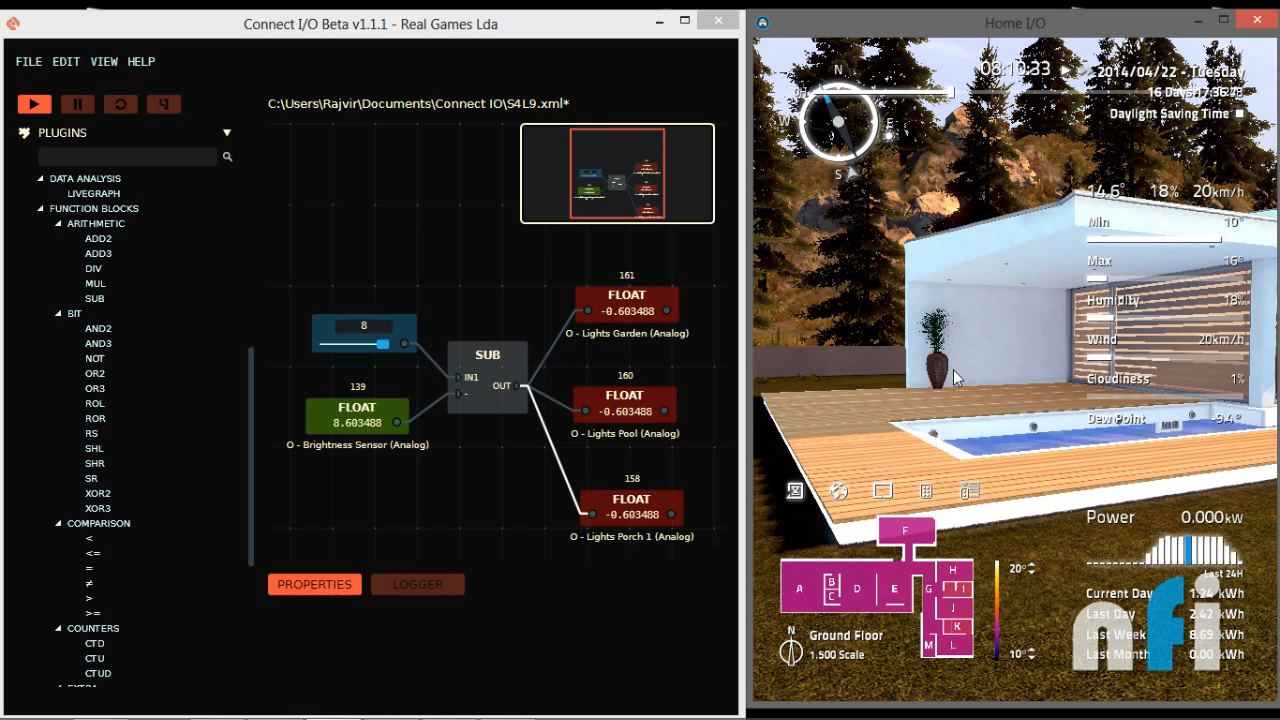 Connect I/O Beta v1.1.1 - Real Games Lda
FILE EDIT VIEW HELP
C:\Users\Rajvir\Documents\Connect IO\S4L9.xml*
PLUGINS
DATA ANALYSIS
LIVEGRAPH
FUNCTION BLOCKS
ARITHMETIC
ADD2
ADD3
DIV
MUL
SUB
BIT
AND2
AND3
NOT
OR2
OR3
ROL
ROR
RS
SHL
SHR
SR
XOR2
XOR3
COMPARISON
<
<=
=
≠
>
>=
COUNTERS
CTD
CTU
CTUD
8
139
FLOAT
8.603488
O - Brightness Sensor (Analog)
SUB
IN1
OUT
-
161
FLOAT
-0.603488
O - Lights Garden (Analog)
160
FLOAT
-0.603488
O - Lights Pool (Analog)
158
FLOAT
-0.603488
O - Lights Porch 1 (Analog)
PROPERTIES LOGGER
Home I/O
N
W
E
S
08:10:33
2014/04/22 - Tuesday
16 Days
Daylight Saving Time
14.6° 18% 20km/h
Min 10°
Max 16°
Humidity 18%
Wind 20km/h
Cloudiness 1%
Dew Point -9.4°
F
A B C D E G H I J K L M
20°
10°
N
Ground Floor
1.500 Scale
Power 0.000kW
Last 24H
Current Day 1.24 kWh
Last Day 2.42 kWh
Last Week 8.69 kWh
Last Month 0.00 kWh
nfi